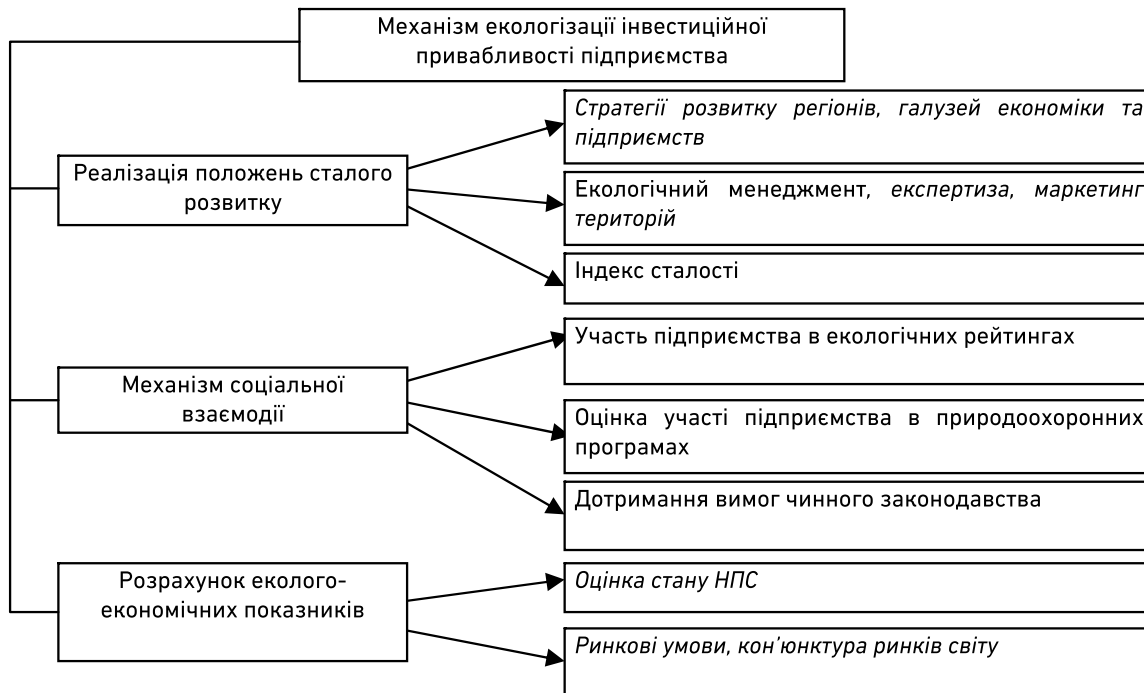 Механізм екологізації інвестиційної
привабливості підприємства
Стратегії розвитку регіонів, галузей економіки та
підприємств
Реалізація положень сталого
розвитку
Екологічний менеджмент, експертиза, маркетинг
територій
Індекс сталості
Участь підприємства в екологічних рейтингах
Механізм соціальної
взаємодії
Оцінка участі підприємства в природоохоронних
програмах
Дотримання вимог чинного законодавства
Розрахунок еколого-
економічних показників
Оцінка стану НПС
Ринкові умови, кон’юнктура ринків світу